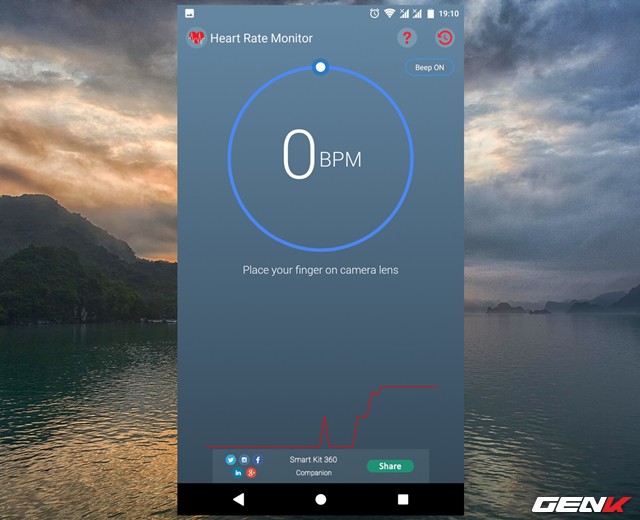 19:10
Heart Rate Monitor
?
Beep ON
0 BPM
Place your finger on camera lens
Smart Kit 360
Companion
Share
GENK